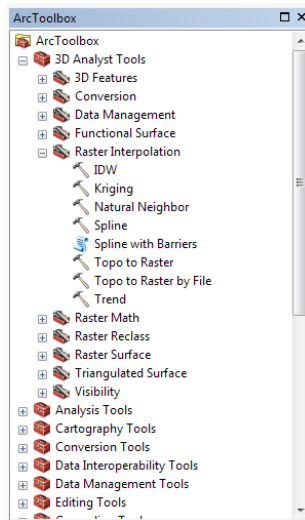 ArcToolbox
ArcToolbox
3D Analyst Tools
3D Features
Conversion
Data Management
Functional Surface
Raster Interpolation
IDW
Kriging
Natural Neighbor
Spline
Spline with Barriers
Topo to Raster
Topo to Raster by File
Trend
Raster Math
Raster Reclass
Raster Surface
Triangulated Surface
Visibility
Analysis Tools
Cartography Tools
Conversion Tools
Data Interoperability Tools
Data Management Tools
Editing Tools